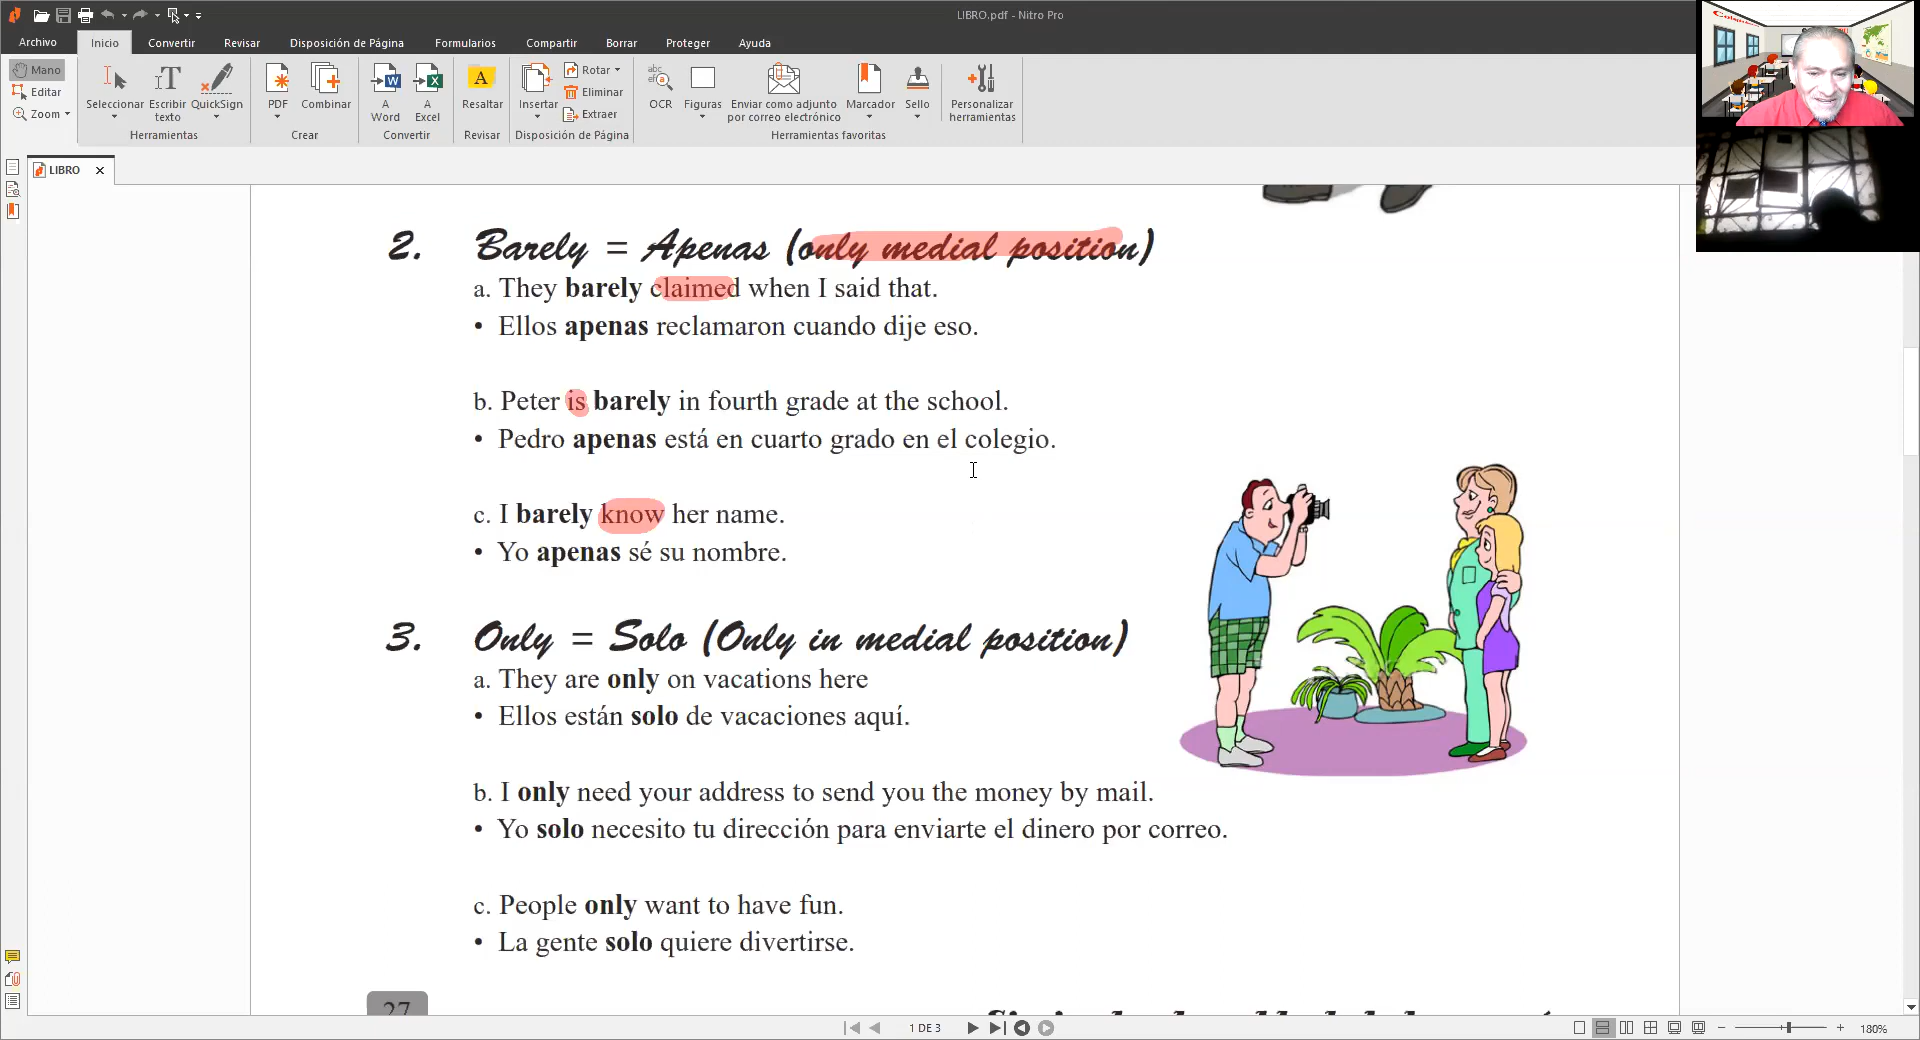 LIBRO.pdf - Nitro Pro
Archivo Inicio Convertir Revisar Disposición de Página Formularios Compartir Borrar Proteger Ayuda
Mano
Editar
Zoom
Seleccionar
Escribir texto
QuickSign
Herramientas
PDF
Combinar
Crear
A Word
A Excel
Convertir
Resaltar
Revisar
Insertar
Rotar
Eliminar
Extraer
Disposición de Página
OCR
Figuras
Enviar como adjunto por correo electrónico
Marcador
Sello
Herramientas favoritas
Personalizar herramientas
LIBRO
2. Barely = Apenas (only medial position)
a. They barely claimed when I said that.
• Ellos apenas reclamaron cuando dije eso.
b. Peter is barely in fourth grade at the school.
• Pedro apenas está en cuarto grado en el colegio.
c. I barely know her name.
• Yo apenas sé su nombre.
3. Only = Solo (Only in medial position)
a. They are only on vacations here
• Ellos están solo de vacaciones aquí.
b. I only need your address to send you the money by mail.
• Yo solo necesito tu dirección para enviarte el dinero por correo.
c. People only want to have fun.
• La gente solo quiere divertirse.
27
1 DE 3
180%